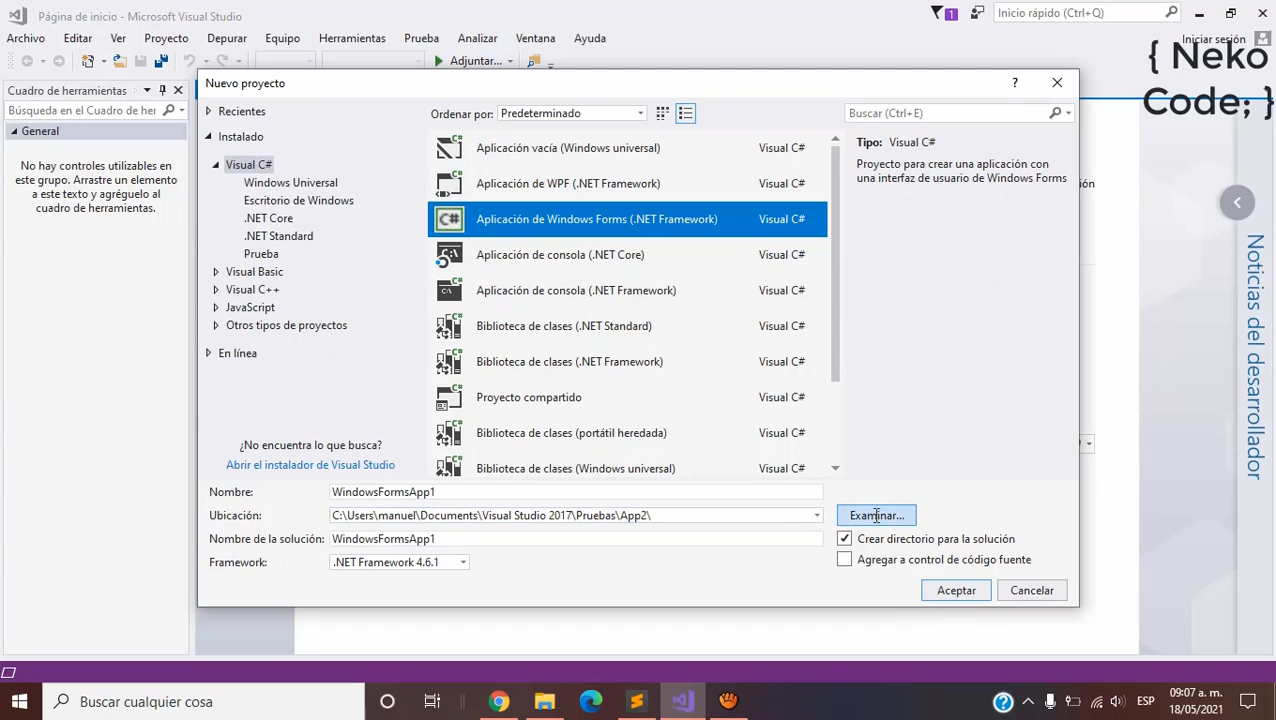 Página de inicio - Microsoft Visual Studio
1
Inicio rápido (Ctrl+Q)
Archivo Editar Ver Proyecto Depurar Equipo Herramientas Prueba Analizar Ventana Ayuda
Iniciar sesión
Adjuntar...
{ Neko
Code; }
Cuadro de herramientas
Búsqueda en el Cuadro de her
General
No hay controles utilizables en
este grupo. Arrastre un elemento
a este texto y agréguelo al
cuadro de herramientas.
Nuevo proyecto
?
Recientes
Instalado
Visual C#
Windows Universal
Escritorio de Windows
.NET Core
.NET Standard
Prueba
Visual Basic
Visual C++
JavaScript
Otros tipos de proyectos
En línea
¿No encuentra lo que busca?
Abrir el instalador de Visual Studio
Ordenar por: Predeterminado
Aplicación vacía (Windows universal) Visual C#
Aplicación de WPF (.NET Framework) Visual C#
Aplicación de Windows Forms (.NET Framework) Visual C#
Aplicación de consola (.NET Core) Visual C#
Aplicación de consola (.NET Framework) Visual C#
Biblioteca de clases (.NET Standard) Visual C#
Biblioteca de clases (.NET Framework) Visual C#
Proyecto compartido Visual C#
Biblioteca de clases (portátil heredada) Visual C#
Biblioteca de clases (Windows universal) Visual C#
Buscar (Ctrl+E)
Tipo: Visual C#
Proyecto para crear una aplicación con
una interfaz de usuario de Windows Forms
Nombre: WindowsFormsApp1
Ubicación: C:\Users\manuel\Documents\Visual Studio 2017\Pruebas\App2\ Examinar...
Nombre de la solución: WindowsFormsApp1 Crear directorio para la solución
Framework: .NET Framework 4.6.1 Agregar a control de código fuente
Aceptar Cancelar
Noticias del desarrollador
Buscar cualquier cosa
ESP
09:07 a. m.
18/05/2021